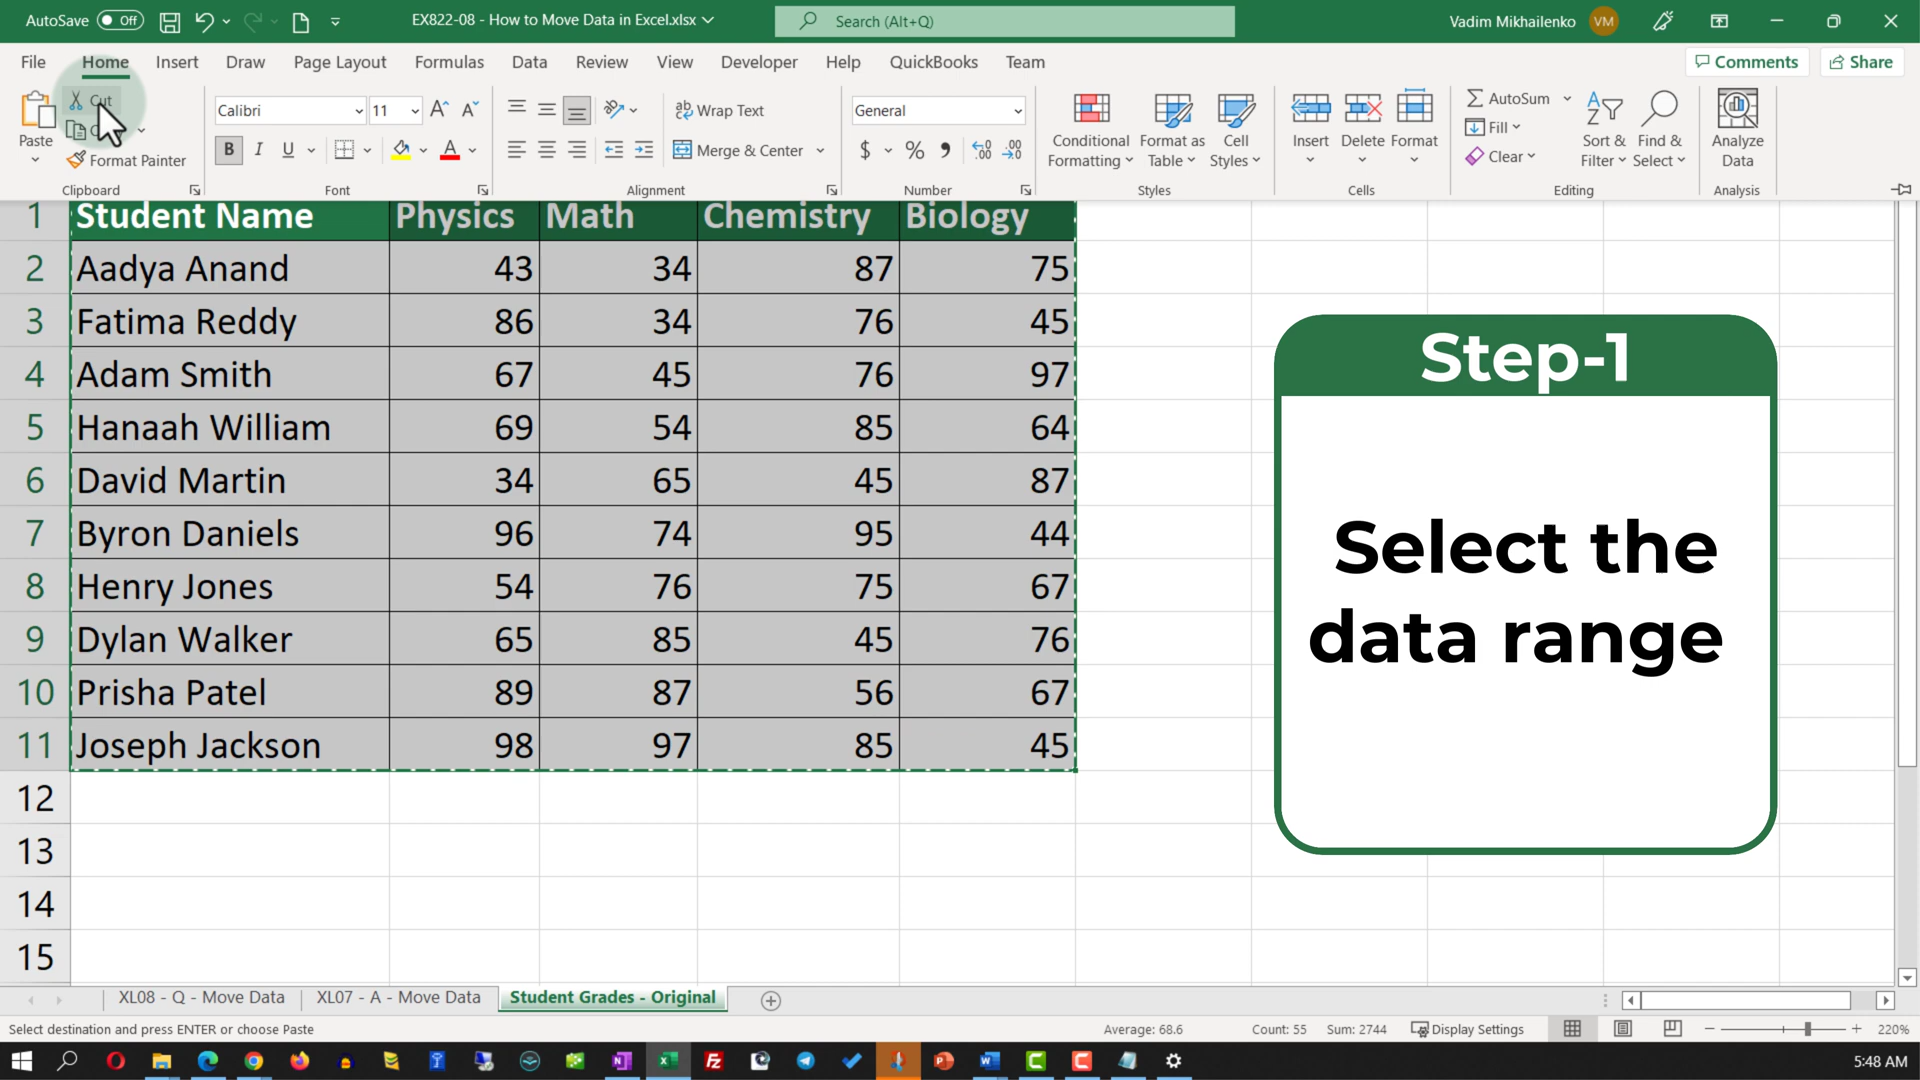 AutoSave Off EX822-08 - How to Move Data in Excel.xlsx Search (Alt+Q) Vadim Mikhailenko VM
File Home Insert Draw Page Layout Formulas Data Review View Developer Help QuickBooks Team Comments Share
Paste
Cut
Format Painter
Clipboard
Calibri 11
B I U
Font
Wrap Text
Merge & Center
Alignment
General
$ % 9
Number
Conditional Formatting
Format as Table
Cell Styles
Styles
Insert Delete Format
Cells
AutoSum
Fill
Clear
Sort & Filter
Find & Select
Editing
Analyze Data
Analysis
1 Student Name Physics Math Chemistry Biology
2 Aadya Anand 43 34 87 75
3 Fatima Reddy 86 34 76 45
4 Adam Smith 67 45 76 97
5 Hanaah William 69 54 85 64
6 David Martin 34 65 45 87
7 Byron Daniels 96 74 95 44
8 Henry Jones 54 76 75 67
9 Dylan Walker 65 85 45 76
10 Prisha Patel 89 87 56 67
11 Joseph Jackson 98 97 85 45
12
13
14
15
Step-1
Select the
data range
XL08 - Q - Move Data XL07 - A - Move Data Student Grades - Original
Select destination and press ENTER or choose Paste Average: 68.6 Count: 55 Sum: 2744 Display Settings 220%
5:48 AM